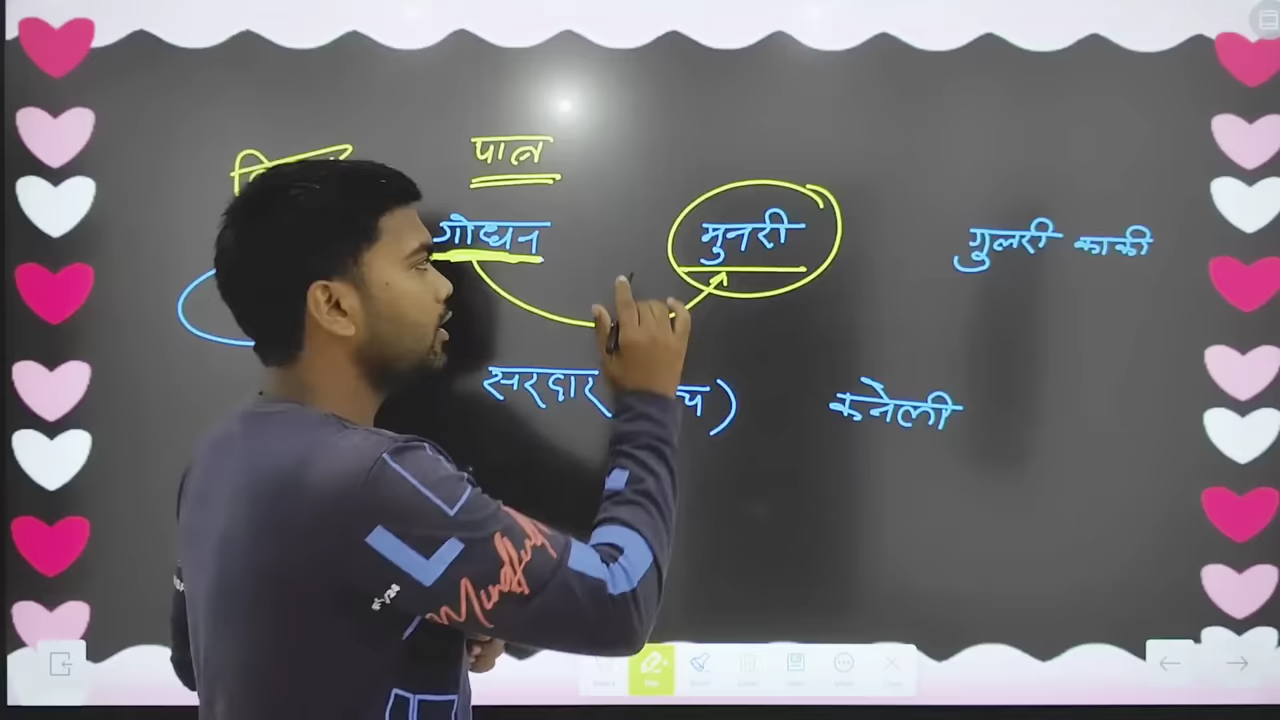 पाल
गोधन मुनरी गुलरी काकी
सरदार च) कनेली